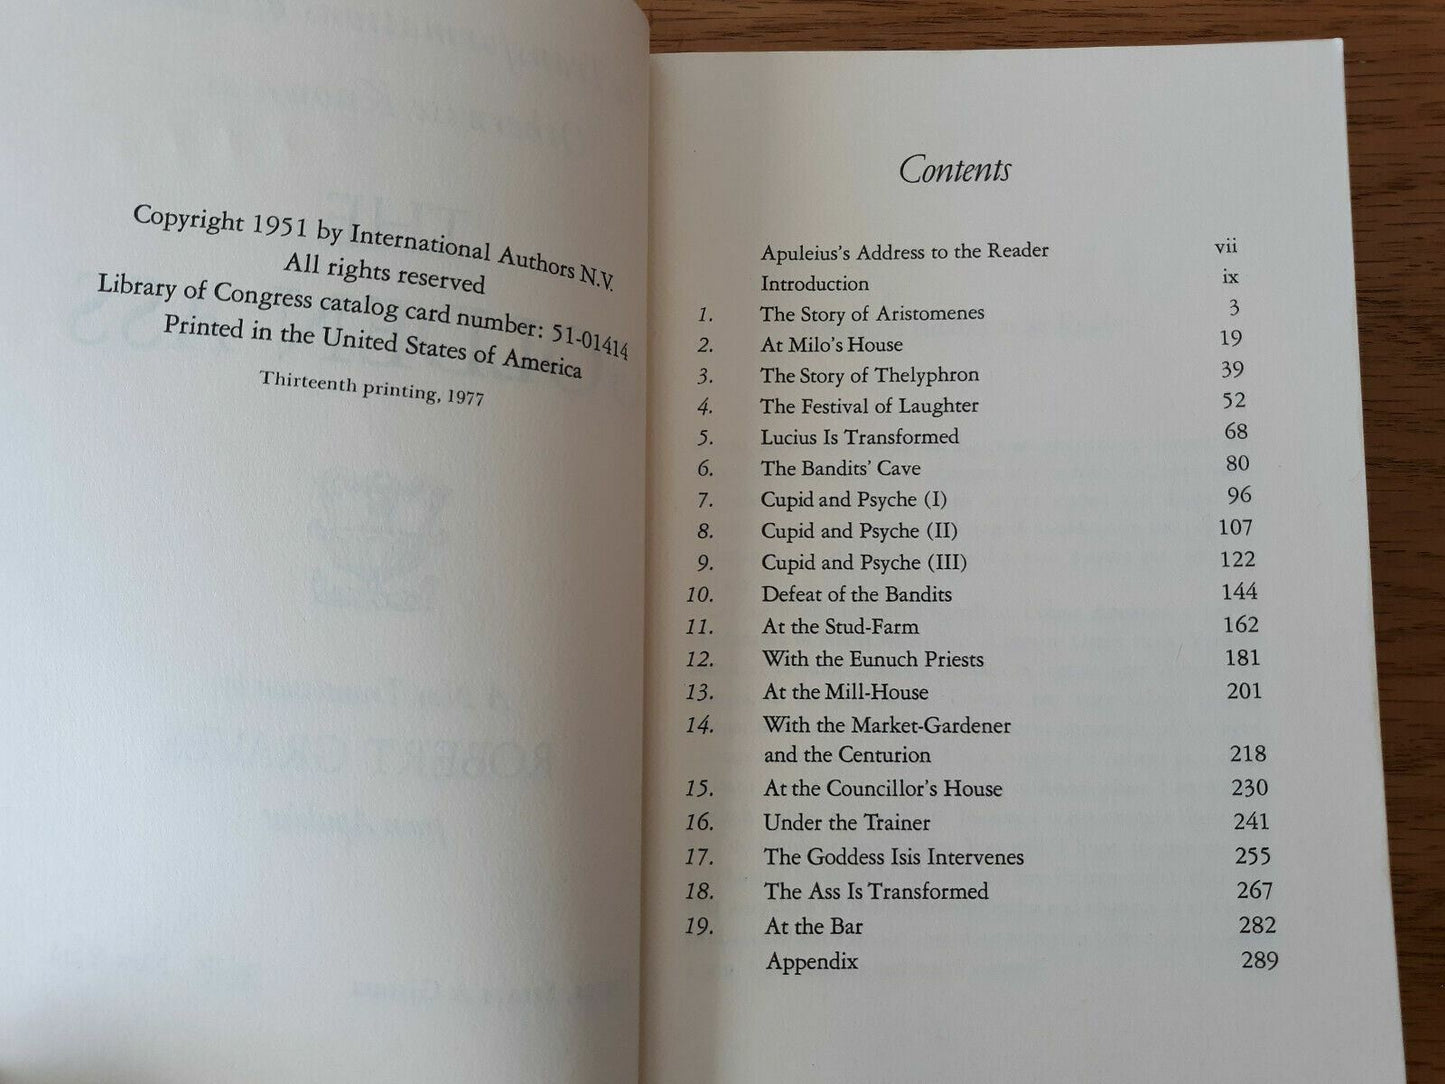 Copyright 1951 by International Authors N.V.
All rights reserved
Library of Congress catalog card number: 51-01414
Printed in the United States of America
Thirteenth printing, 1977
Contents
Apuleius's Address to the Reader vii
Introduction ix
1. The Story of Aristomenes 3
2. At Milo's House 19
3. The Story of Thelyphron 39
4. The Festival of Laughter 52
5. Lucius Is Transformed 68
6. The Bandits' Cave 80
7. Cupid and Psyche (I) 96
8. Cupid and Psyche (II) 107
9. Cupid and Psyche (III) 122
10. Defeat of the Bandits 144
11. At the Stud-Farm 162
12. With the Eunuch Priests 181
13. At the Mill-House 201
14. With the Market-Gardener
and the Centurion 218
15. At the Councillor's House 230
16. Under the Trainer 241
17. The Goddess Isis Intervenes 255
18. The Ass Is Transformed 267
19. At the Bar 282
Appendix 289